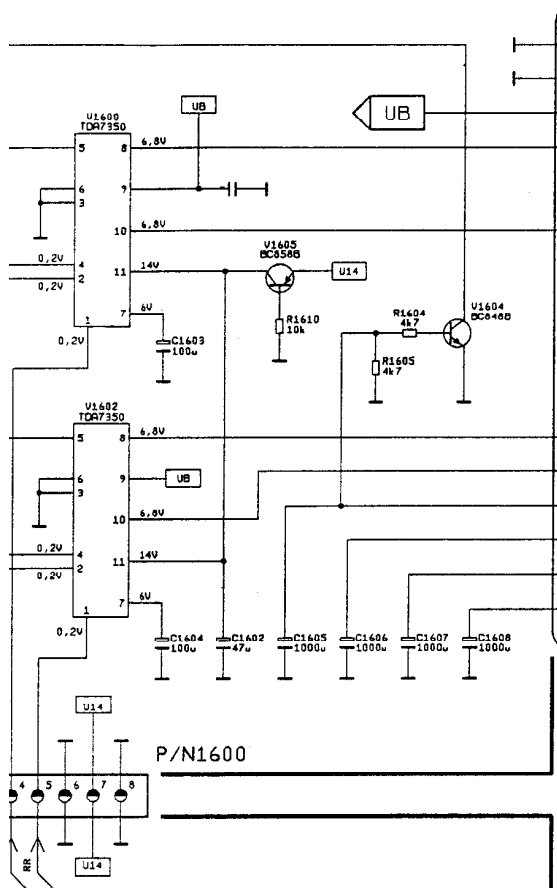 UB
UB
V1600
TDA7350
5
8
6,8V
6
9
3
10
6,8V
0,2V
4
11
14V
0,2V
2
V1605
BC858B
U14
1
7
6V
0,2V
C1603
100u
R1610
10k
R1604
4k7
V1604
BC848B
R1605
4k7
V1602
TDA7350
5
8
6,8V
6
9
UB
3
10
6,8V
0,2V
4
11
14V
0,2V
2
1
7
6V
0,2V
C1604
100u
C1602
47u
C1605
1000u
C1606
1000u
C1607
1000u
C1608
1000u
U14
P/N1600
4
5
6
7
8
RR
U14